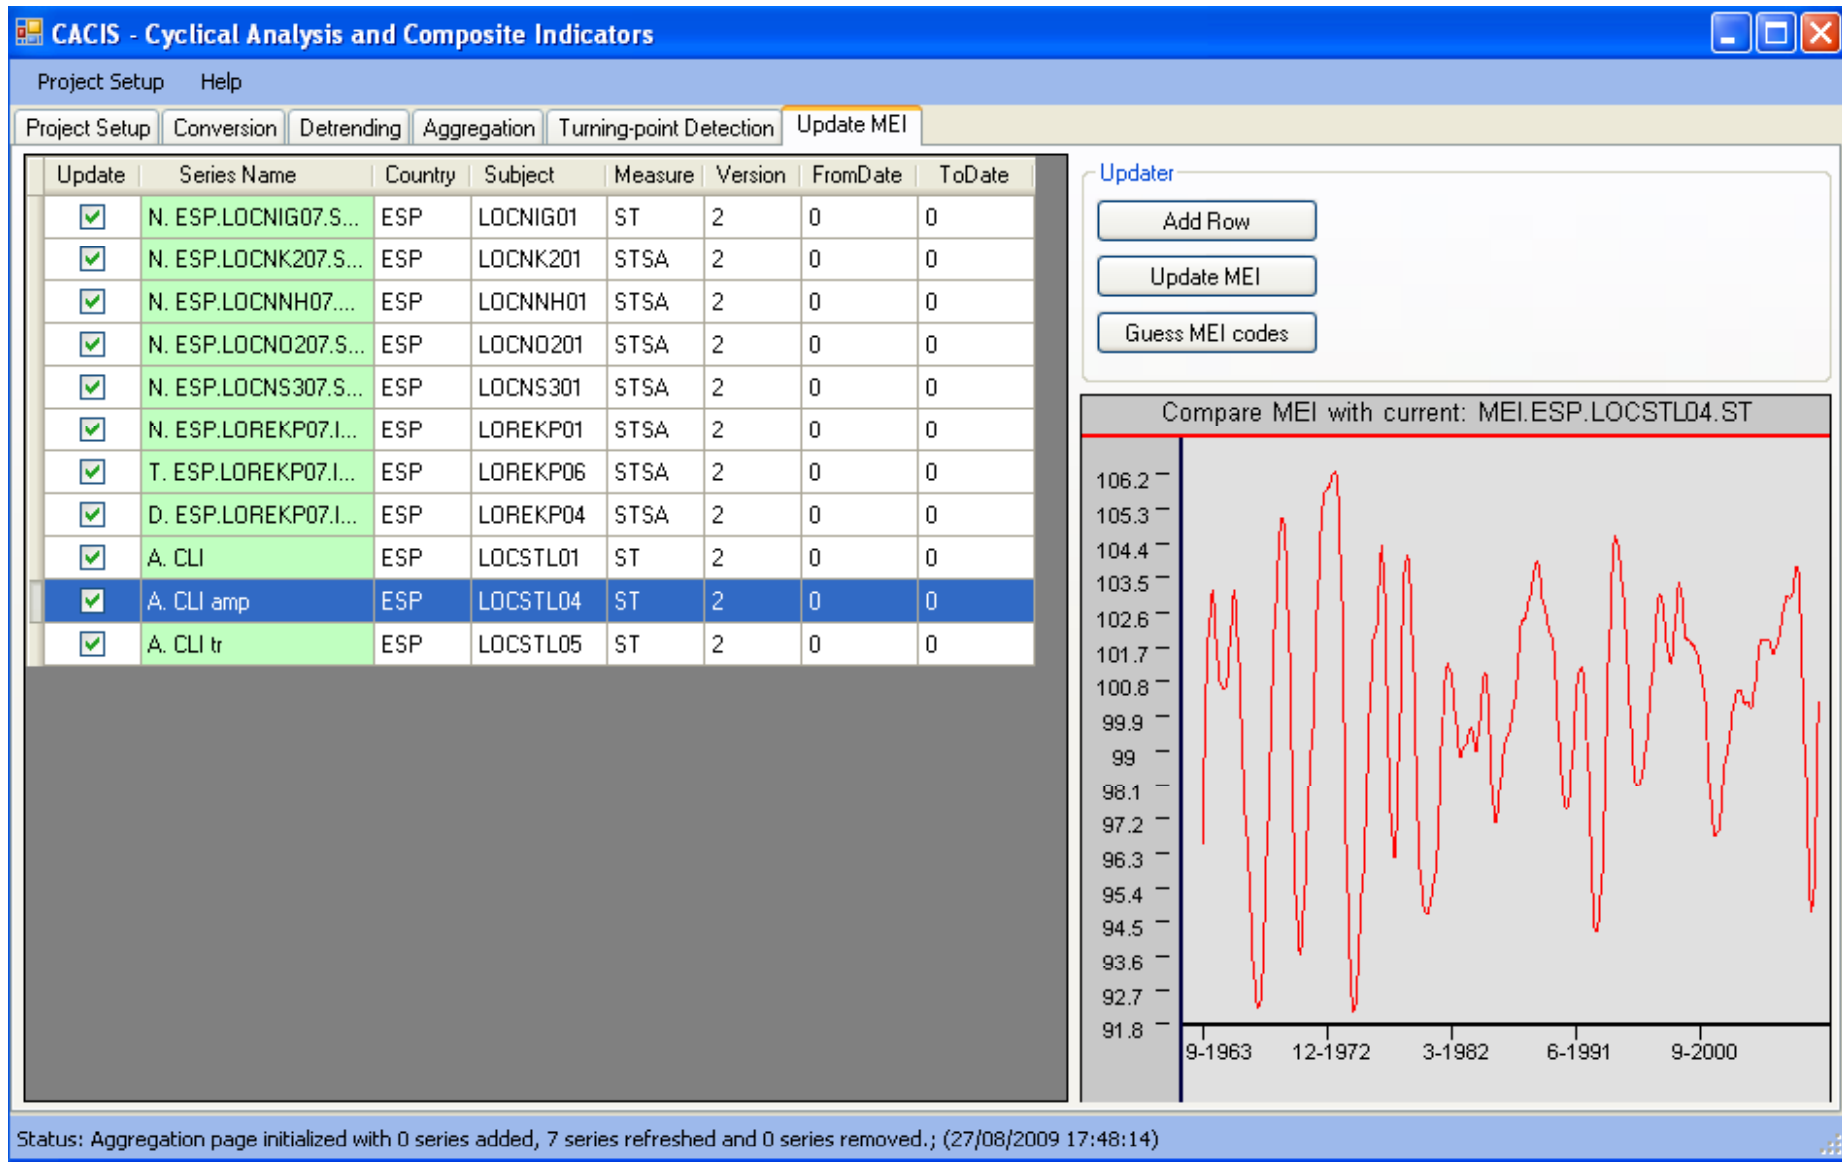 CACIS - Cyclical Analysis and Composite Indicators
Project Setup Help
Project Setup Conversion Detrending Aggregation Turning-point Detection Update MEI
Update Series Name Country Subject Measure Version FromDate ToDate
N. ESP.LOCNIG07.S... ESP LOCNIG01 ST 2 0 0
N. ESP.LOCNK207.S... ESP LOCNK201 STSA 2 0 0
N. ESP.LOCNNH07.... ESP LOCNNH01 STSA 2 0 0
N. ESP.LOCNO207.S... ESP LOCNO201 STSA 2 0 0
N. ESP.LOCNS307.S... ESP LOCNS301 STSA 2 0 0
N. ESP.LOREKP07.I... ESP LOREKP01 STSA 2 0 0
T. ESP.LOREKP07.I... ESP LOREKP06 STSA 2 0 0
D. ESP.LOREKP07.I... ESP LOREKP04 STSA 2 0 0
A. CLI ESP LOCSTL01 ST 2 0 0
A. CLI amp ESP LOCSTL04 ST 2 0 0
A. CLI tr ESP LOCSTL05 ST 2 0 0
Updater
Add Row
Update MEI
Guess MEI codes
Compare MEI with current: MEI.ESP.LOCSTL04.ST
106.2
105.3
104.4
103.5
102.6
101.7
100.8
99.9
99
98.1
97.2
96.3
95.4
94.5
93.6
92.7
91.8
9-1963 12-1972 3-1982 6-1991 9-2000
Status: Aggregation page initialized with 0 series added, 7 series refreshed and 0 series removed.; (27/08/2009 17:48:14)